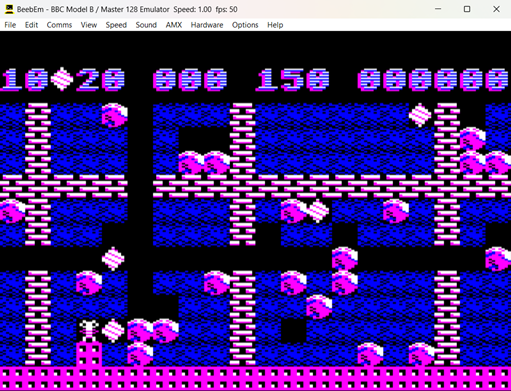 BeebEm - BBC Model B / Master 128 Emulator Speed: 1.00 fps: 50
File Edit Comms View Speed Sound AMX Hardware Options Help
10 20 000 150 000000